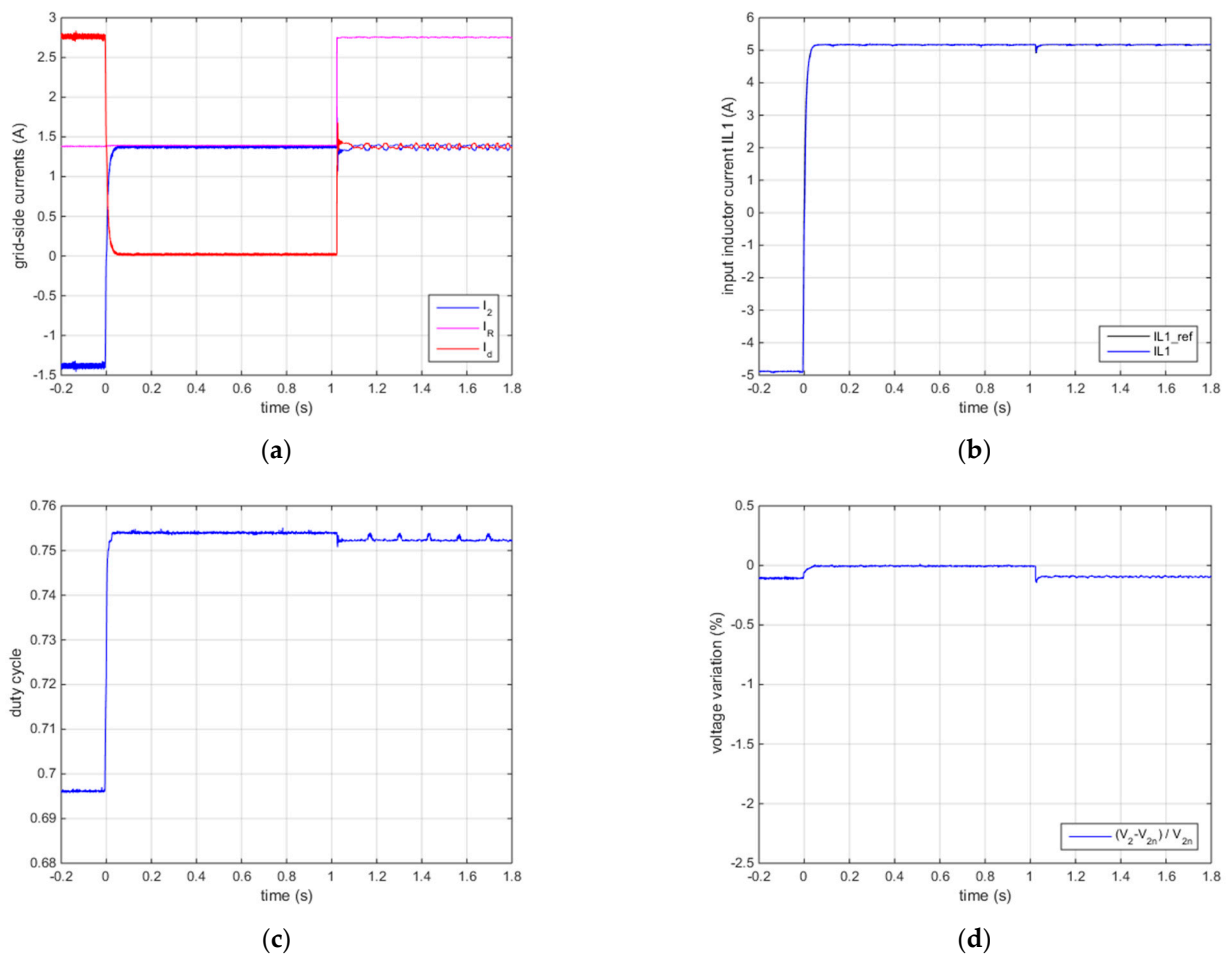 3
2.5
2
1.5
1
0.5
0
-0.5
-1
-1.5
grid-side currents (A)
-0.2 0 0.2 0.4 0.6 0.8 1 1.2 1.4 1.6 1.8
time (s)
I_2
I_R
I_d
(a)
6
5
4
3
2
1
0
-1
-2
-3
-4
-5
input inductor current IL1 (A)
-0.2 0 0.2 0.4 0.6 0.8 1 1.2 1.4 1.6 1.8
time (s)
IL1_ref
IL1
(b)
0.76
0.75
0.74
0.73
0.72
0.71
0.7
0.69
0.68
duty cycle
-0.2 0 0.2 0.4 0.6 0.8 1 1.2 1.4 1.6 1.8
time (s)
(c)
0.5
0
-0.5
-1
-1.5
-2
-2.5
voltage variation (%)
-0.2 0 0.2 0.4 0.6 0.8 1 1.2 1.4 1.6 1.8
time (s)
(V_2-V_2n) / V_2n
(d)